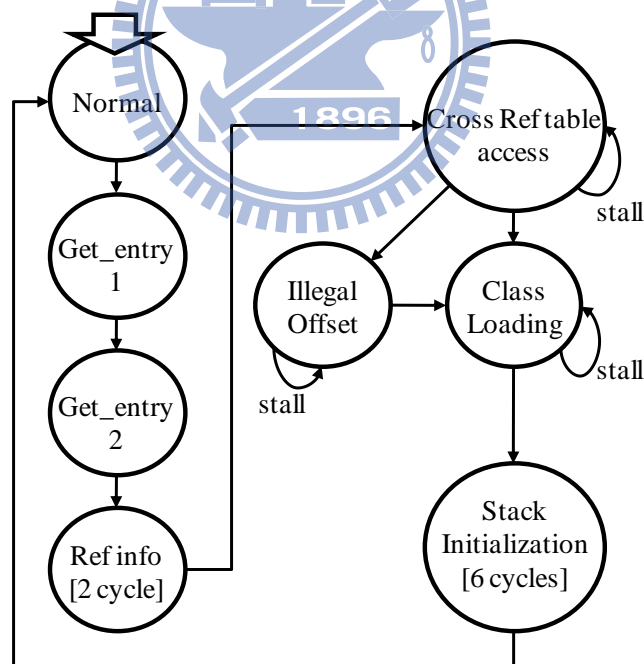 Normal
Get_entry
1
Get_entry
2
Ref info
[2 cycle]
1896
Cross Ref table
access
stall
Illegal
Offset
stall
Class
Loading
stall
Stack
Initialization
[6 cycles]